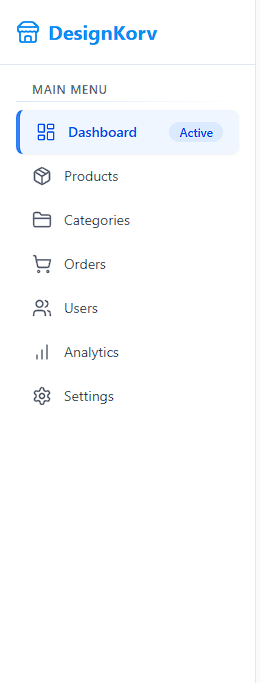 DesignKorv
MAIN MENU
Dashboard Active
Products
Categories
Orders
Users
Analytics
Settings